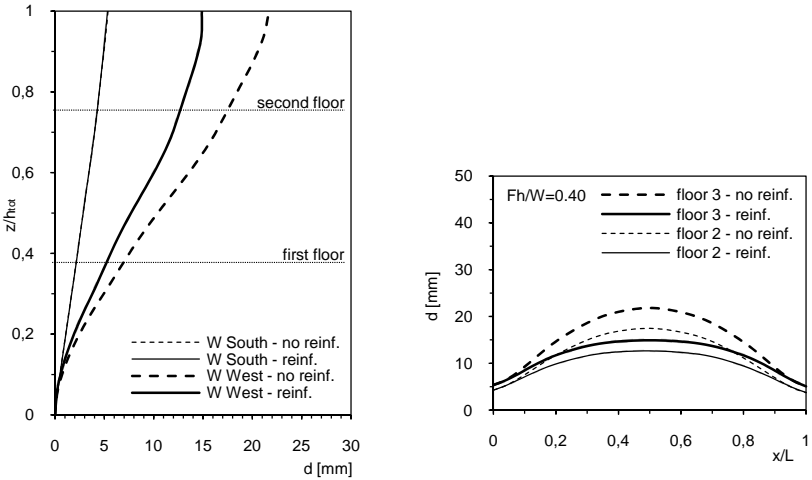 1
0,8
0,6
0,4
0,2
0
z/htot
second floor
first floor
W South - no reinf.
W South - reinf.
W West - no reinf.
W West - reinf.
0 5 10 15 20 25 30
d [mm]
50
40
30
20
10
0
d [mm]
Fh/W=0.40
floor 3 - no reinf.
floor 3 - reinf.
floor 2 - no reinf.
floor 2 - reinf.
0 0,2 0,4 0,6 0,8 1
x/L